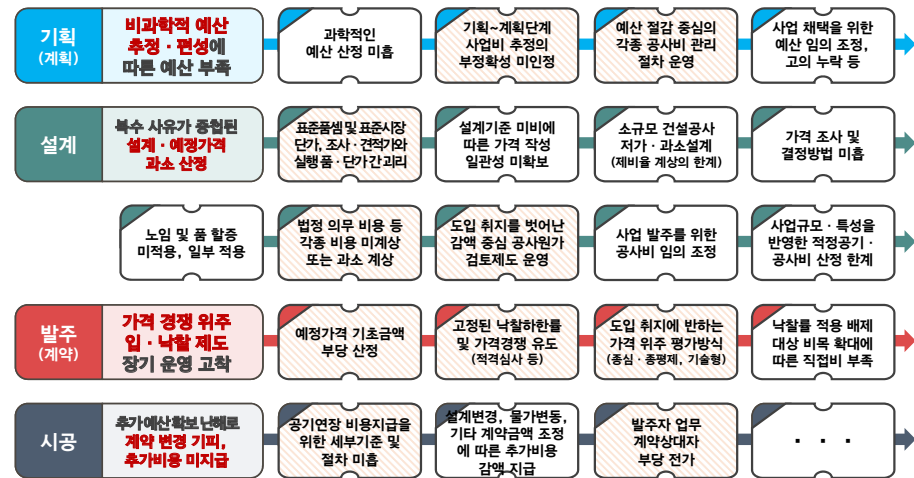 기획
(계획)
비과학적 예산
추정·편성에
따른 예산 부족
과학적인
예산 산정 미흡
기획~계획단계
사업비 추정의
부정확성 미인정
예산 절감 중심의
각종 공사비 관리
절차 운영
사업 채택을 위한
예산 임의 조정,
고의 누락 등
설계
복수 사유가 중첩된
설계·예정가격
과소 산정
표준품셈 및 표준시장
단가, 조사·견적가와
실행 품·단가 간 괴리
설계기준 미비에
따른 가격 작성
일관성 미확보
소규모 건설공사
저가·과소설계
(제비율 계상의 한계)
가격 조사 및
결정방법 미흡
노임 및 품 할증
미적용, 일부 적용
법정 의무 비용 등
각종 비용 미계상
또는 과소 계상
도입 취지를 벗어난
감액 중심 공사원가
검토제도 운영
사업 발주를 위한
공사비 임의 조정
사업규모·특성을
반영한 적정공기·
공사비 산정 한계
발주
(계약)
가격 경쟁 위주
입·낙찰 제도
장기 운영 고착
예정가격 기초금액
부당 산정
고정된 낙찰하한률
및 가격경쟁 유도
(적격심사 등)
도입 취지에 반하는
가격 위주 평가방식
(종심·종평제, 기술형)
낙찰률 적용 배제
대상 비목 확대에
따른 직접비 부족
시공
추가 예산 확보 난해로
계약 변경 기피,
추가비용 미지급
공기연장 비용지급을
위한 세부기준 및
절차 미흡
설계변경, 물가변동,
기타 계약금액 조정
에 따른 추가비용
감액 지급
발주자 업무
계약상대자
부당 전가
· · ·